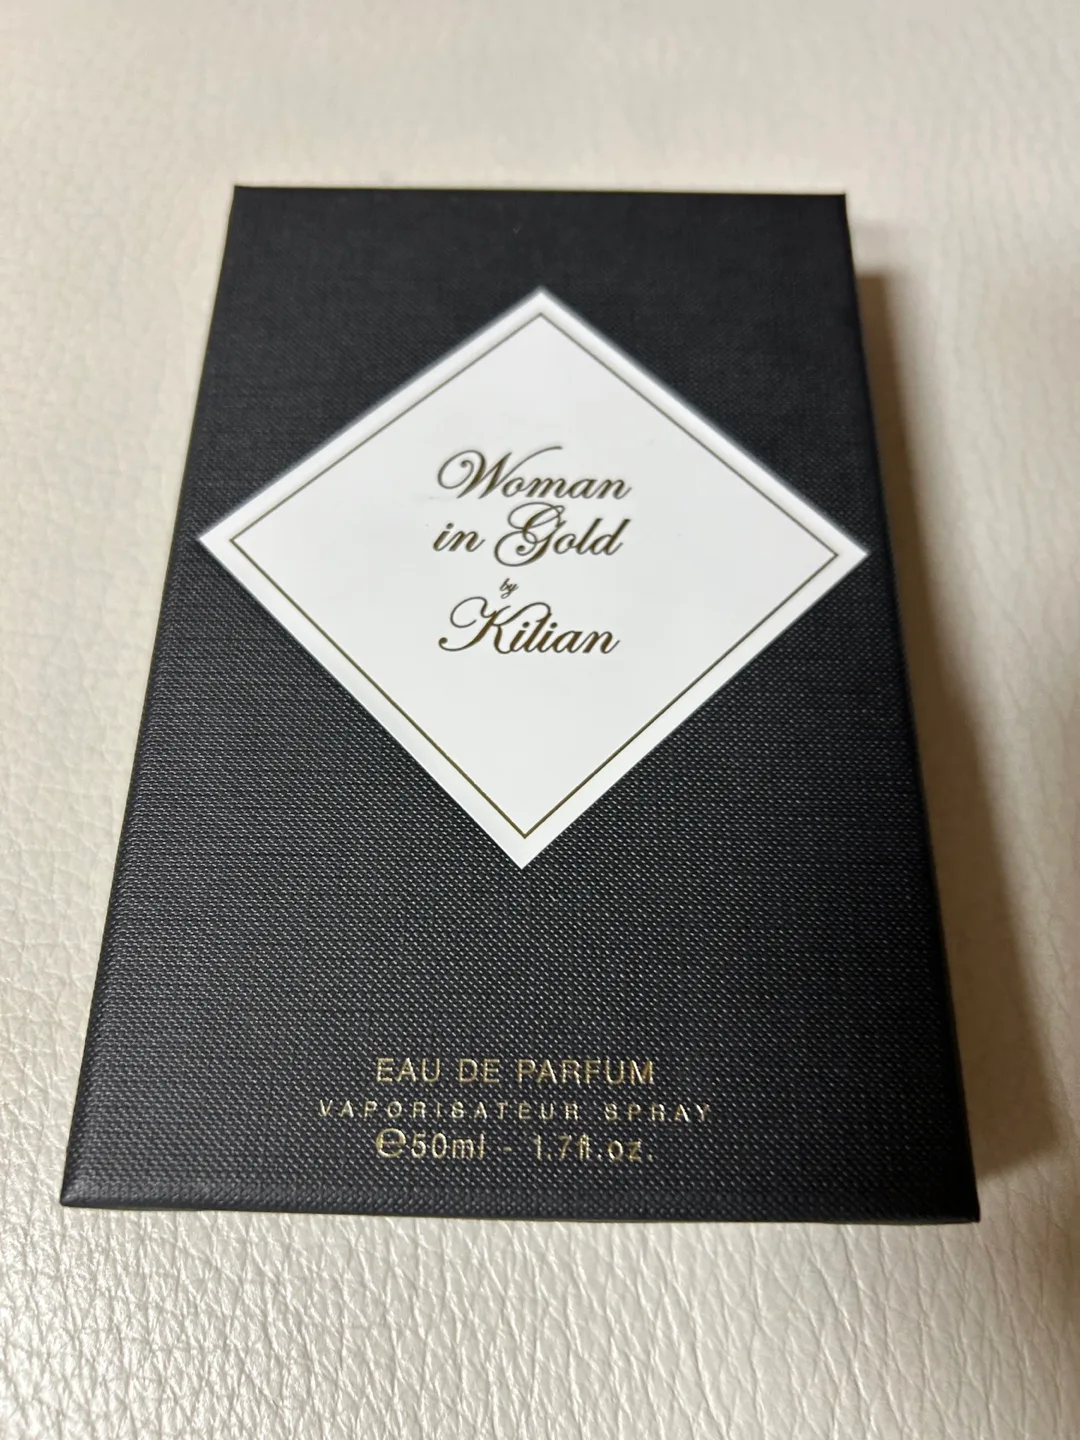 Woman
in Gold
by
Kilian
EAU DE PARFUM
VAPORISATEUR SPRAY
℮50ml - 1.7fl.oz.